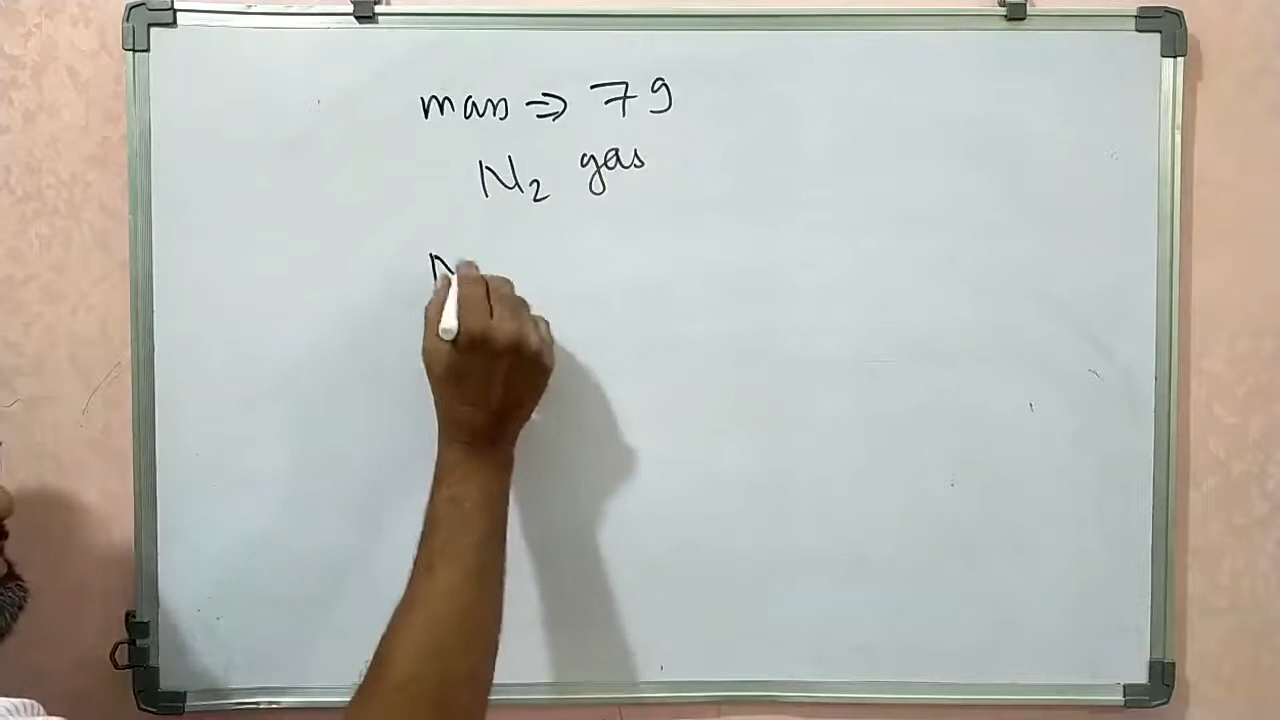 mass ⇒ 7g
N₂ gas
N